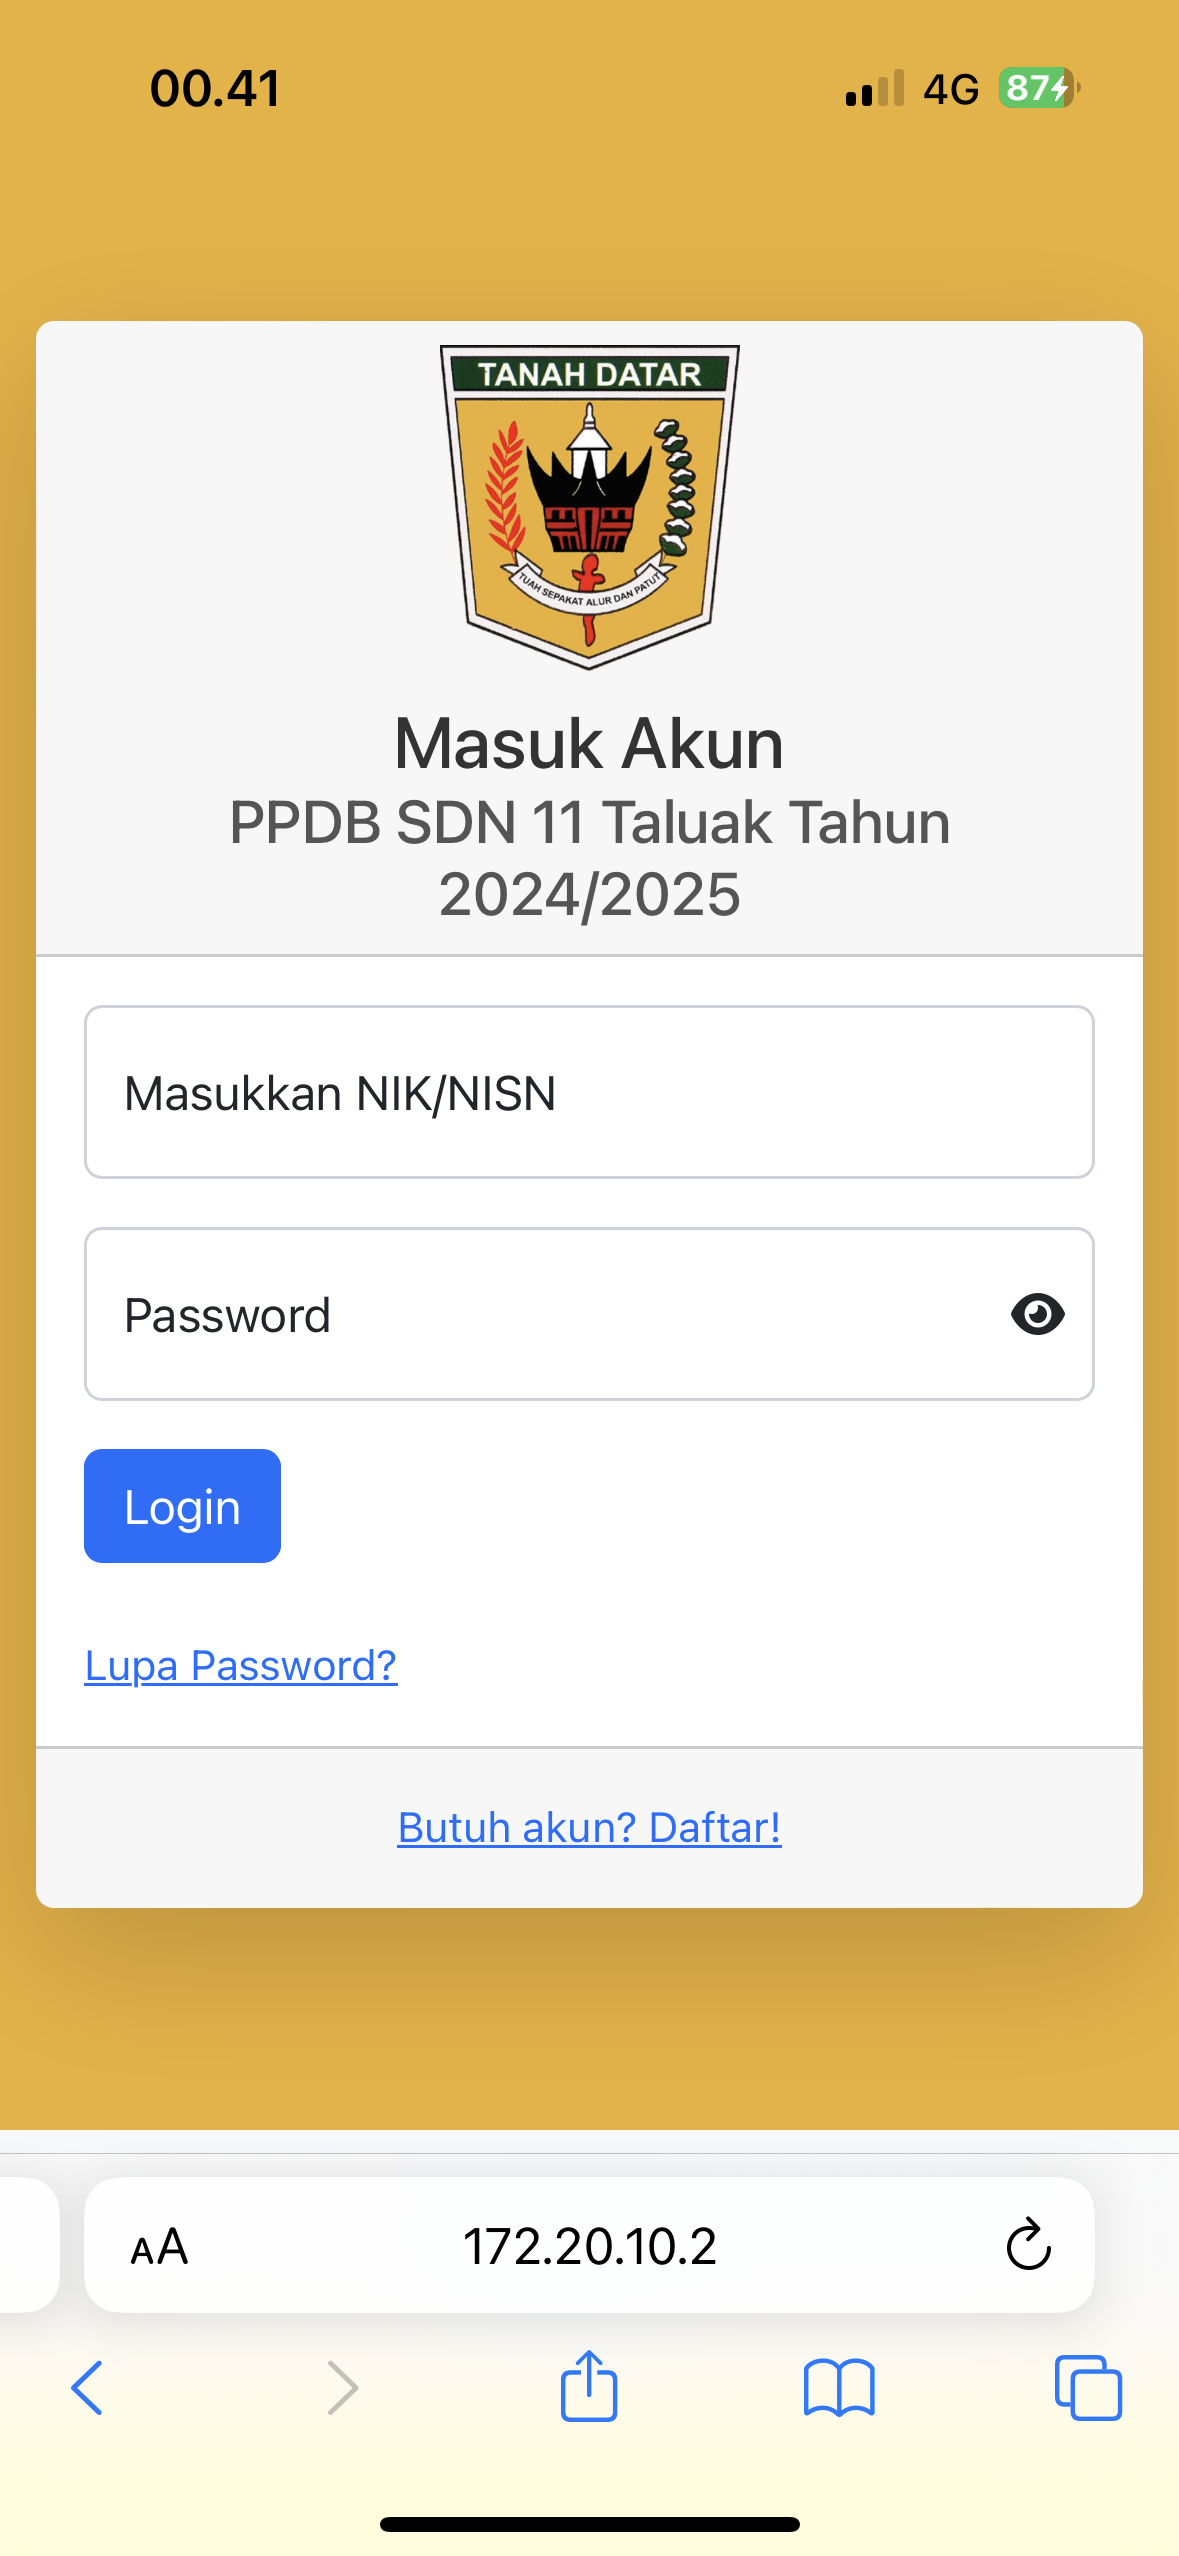 00.41
4G
87
TANAH DATAR
TUAH SEPAKAT ALUR DAN PATUT
Masuk Akun
PPDB SDN 11 Taluak Tahun
2024/2025
Masukkan NIK/NISN
Password
Login
Lupa Password?
Butuh akun? Daftar!
AA
172.20.10.2